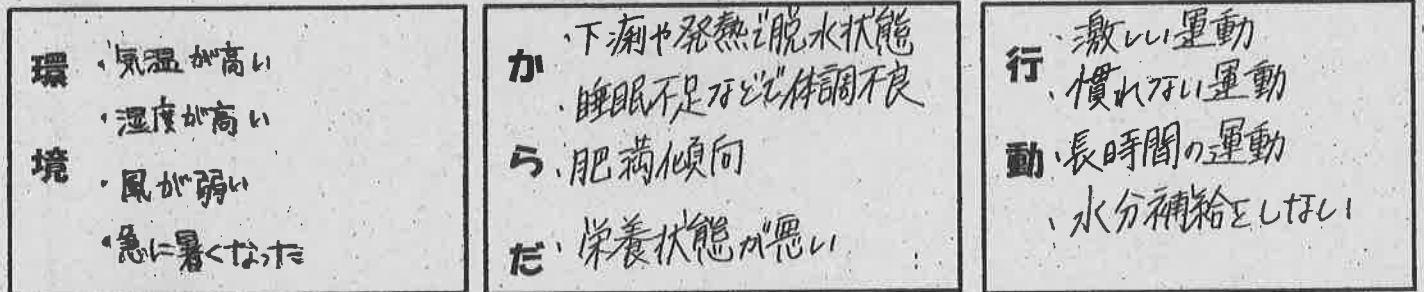 環境
・気温が高い
・湿度が高い
・風が弱い
・急に暑くなった
からだ
・下痢や発熱で脱水状態
・睡眠不足などで体調不良
・肥満傾向
・栄養状態が悪い
行動
・激しい運動
・慣れない運動
・長時間の運動
・水分補給をしない